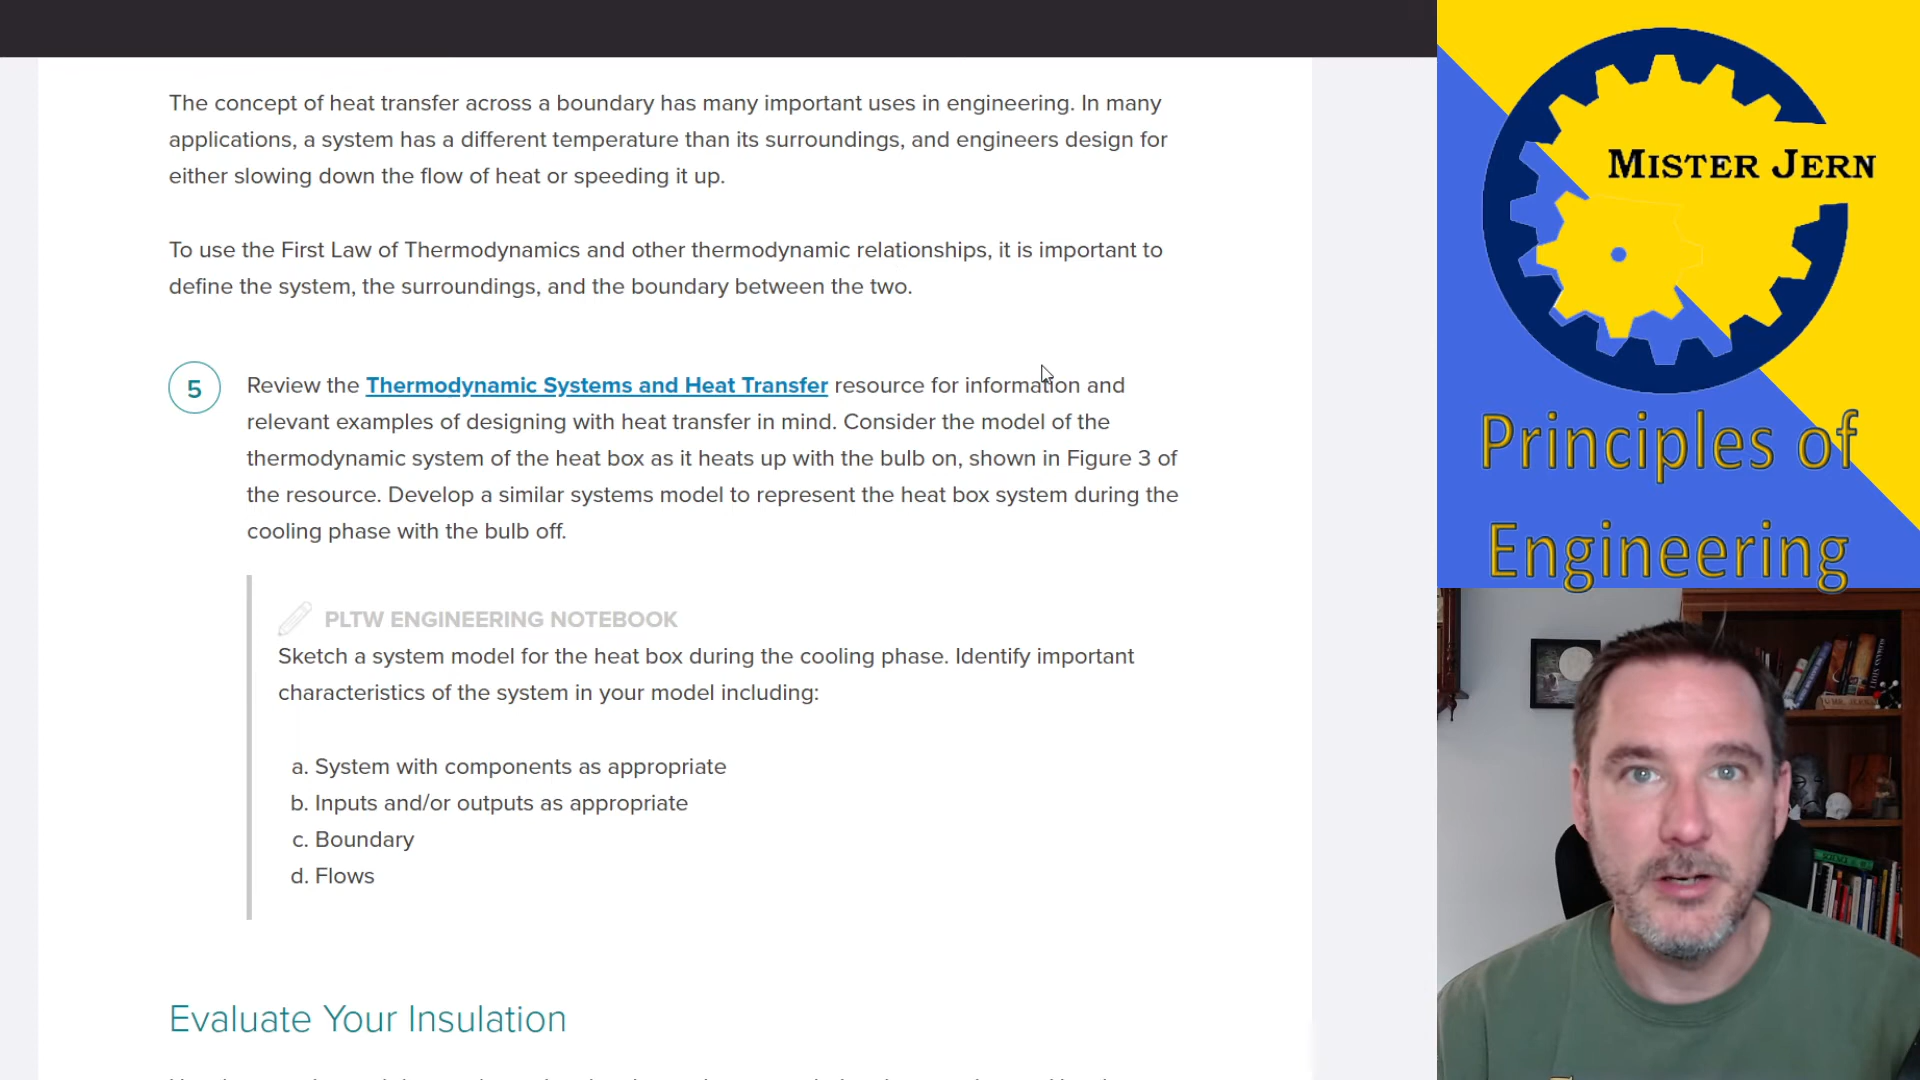 The concept of heat transfer across a boundary has many important uses in engineering. In many
applications, a system has a different temperature than its surroundings, and engineers design for
either slowing down the flow of heat or speeding it up.
To use the First Law of Thermodynamics and other thermodynamic relationships, it is important to
define the system, the surroundings, and the boundary between the two.
5
Review the Thermodynamic Systems and Heat Transfer resource for information and
relevant examples of designing with heat transfer in mind. Consider the model of the
thermodynamic system of the heat box as it heats up with the bulb on, shown in Figure 3 of
the resource. Develop a similar systems model to represent the heat box system during the
cooling phase with the bulb off.
PLTW ENGINEERING NOTEBOOK
Sketch a system model for the heat box during the cooling phase. Identify important
characteristics of the system in your model including:
a. System with components as appropriate
b. Inputs and/or outputs as appropriate
c. Boundary
d. Flows
Evaluate Your Insulation
MISTER JERN
Principles of
Engineering